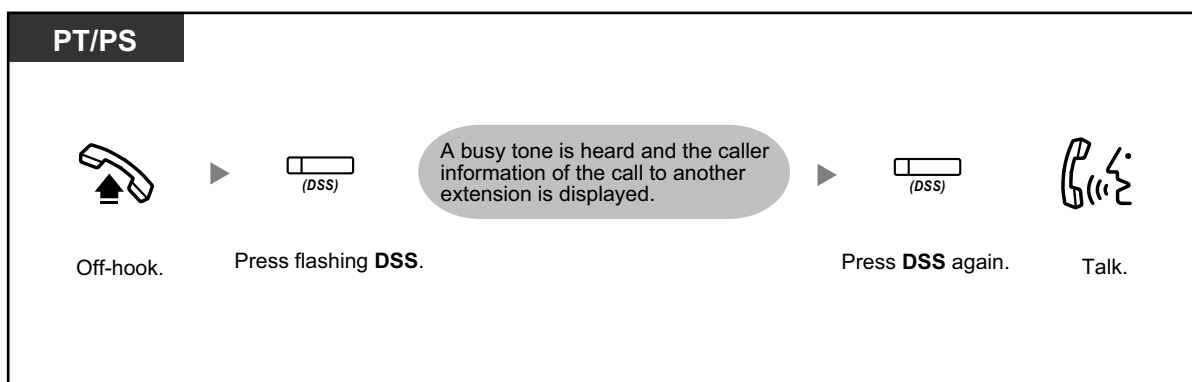 PT/PS
A busy tone is heard and the caller
information of the call to another
extension is displayed.
(DSS)
(DSS)
Off-hook.
Press flashing DSS.
Press DSS again.
Talk.